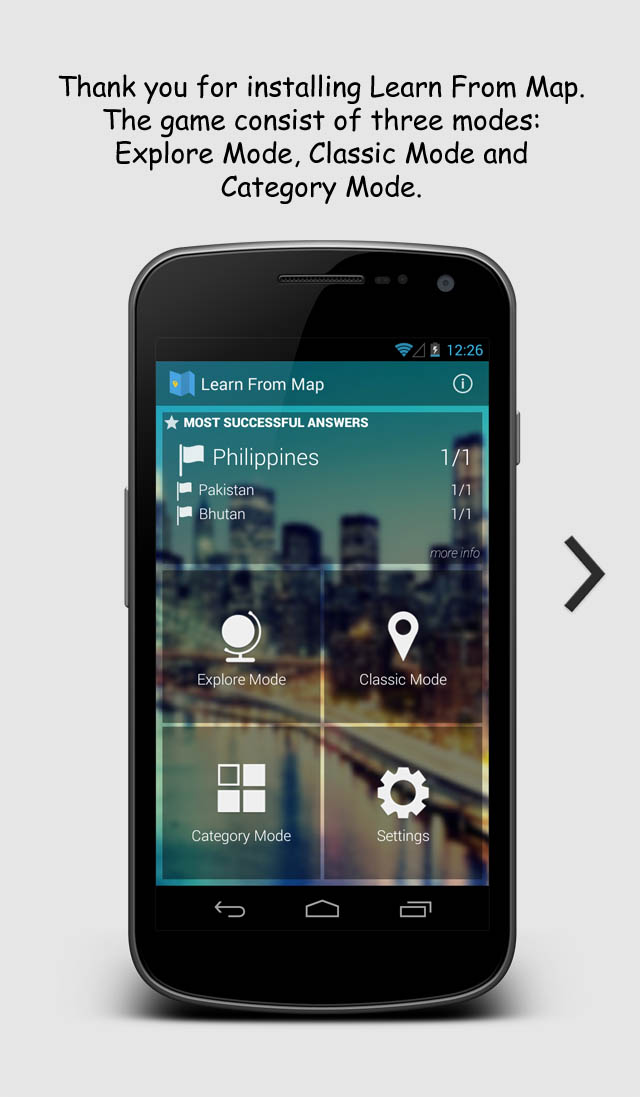 Thank you for installing Learn From Map.
The game consist of three modes:
Explore Mode, Classic Mode and
Category Mode.
12:26
Learn From Map
MOST SUCCESSFUL ANSWERS
Philippines 1/1
Pakistan 1/1
Bhutan 1/1
more info
Explore Mode Classic Mode
Category Mode Settings